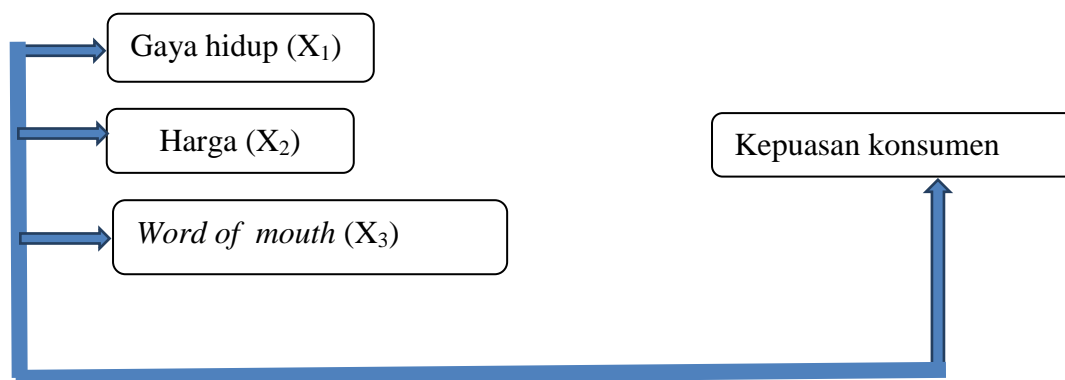 Gaya hidup (X₁)
Harga (X₂)
Kepuasan konsumen
Word of mouth (X₃)